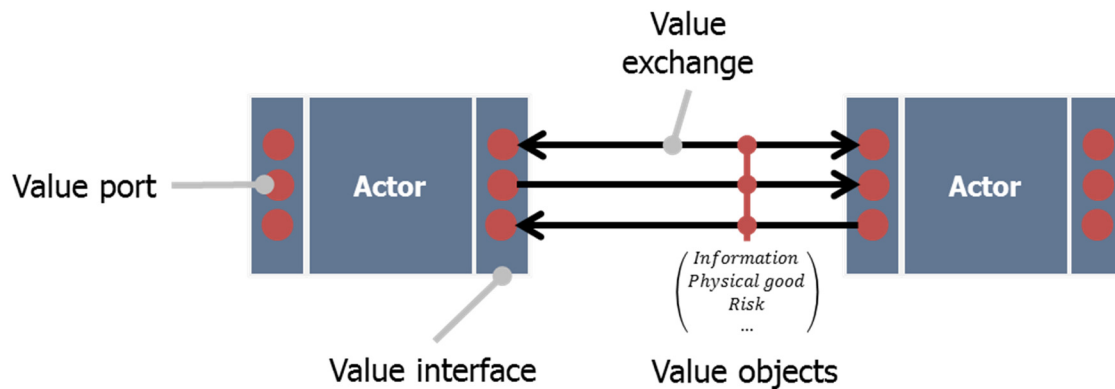 Value
exchange
Value port
Actor
Actor
Information
Physical good
Risk
...
Value interface
Value objects